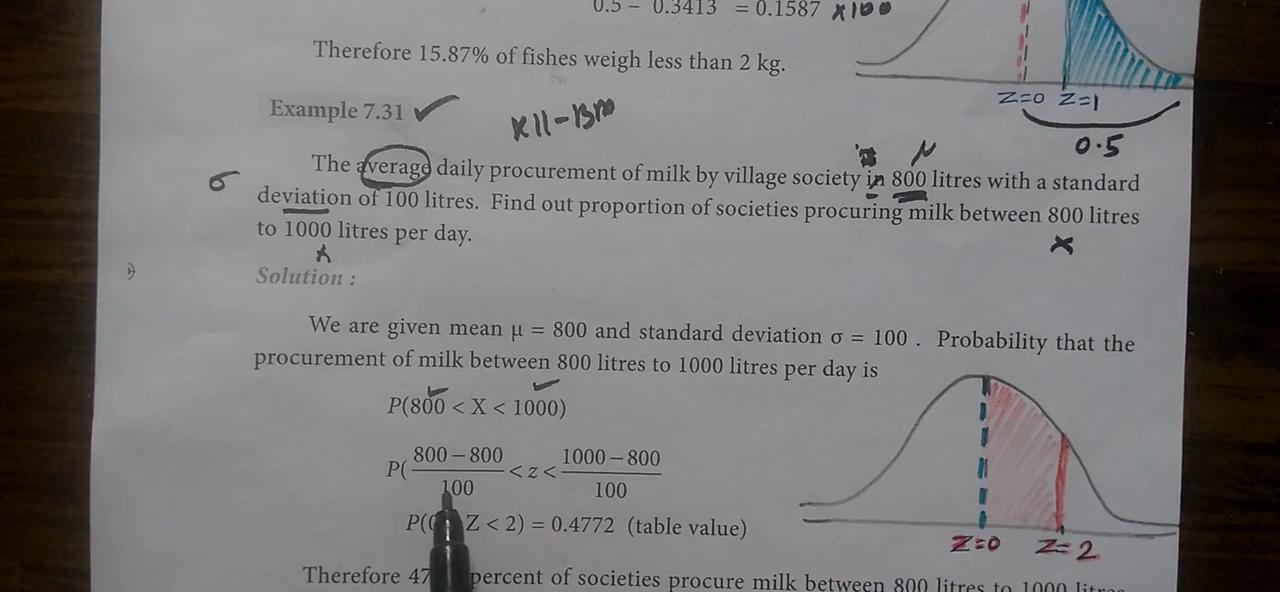 0.5 – 0.3413 = 0.1587 ×100
Therefore 15.87% of fishes weigh less than 2 kg.
Z=0 Z=1
0.5
Example 7.31
XII-BM
μ
The average daily procurement of milk by village society in 800 litres with a standard
σ
deviation of 100 litres. Find out proportion of societies procuring milk between 800 litres
to 1000 litres per day.
x
x
Solution :
We are given mean μ = 800 and standard deviation σ = 100 . Probability that the
procurement of milk between 800 litres to 1000 litres per day is
P(800 < X < 1000)
P( 800 – 800 / 100 < z < 1000 – 800 / 100
P( Z < 2) = 0.4772 (table value)
Z=0 Z=2
Therefore 47 percent of societies procure milk between 800 litres to 1000 litres